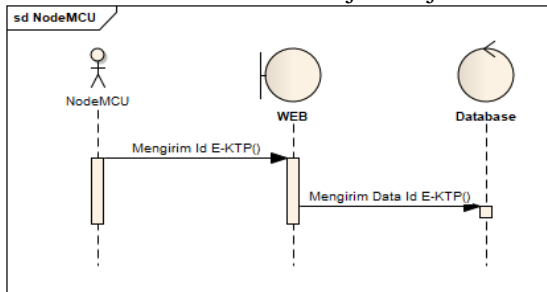 sd NodeMCU
NodeMCU
WEB
Database
Mengirim Id E-KTP()
Mengirim Data Id E-KTP()